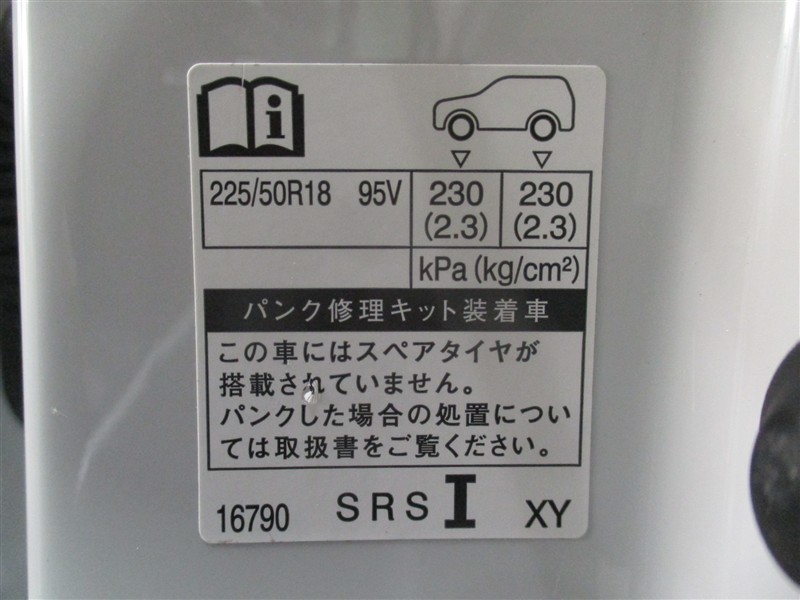 i
225/50R18 95V 230 230
(2.3) (2.3)
kPa (kg/cm²)
パンク修理キット装着車
この車にはスペアタイヤが
搭載されていません。
パンクした場合の処置につい
ては取扱書をご覧ください。
16790 SRS I XY